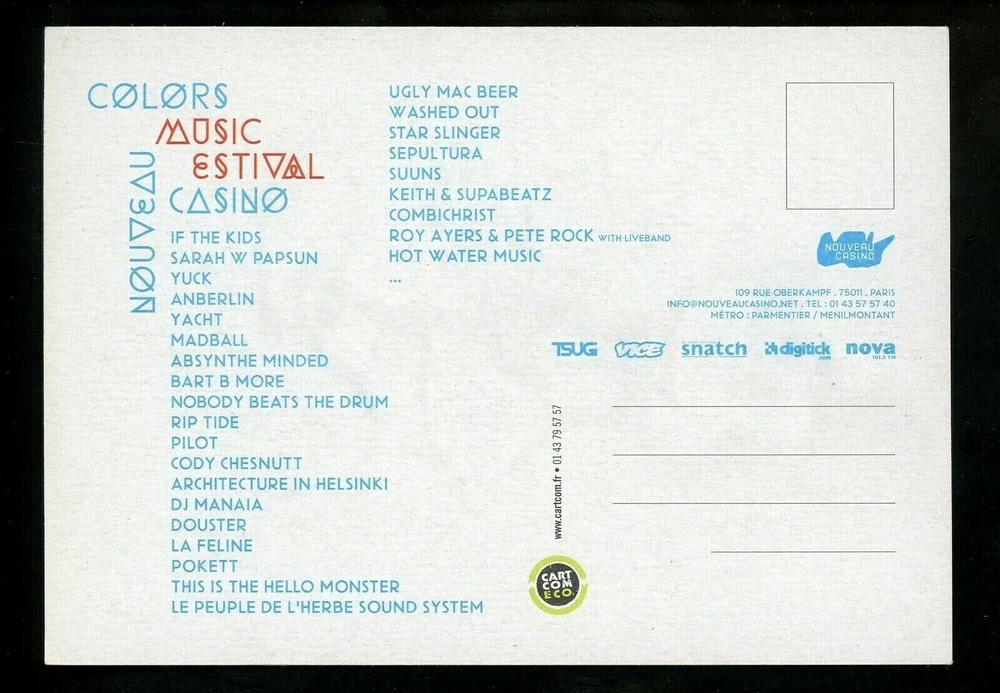 COLORS
MUSIC
ESTIVAL
NOUVEAU
CASINO
IF THE KIDS
SARAH W PAPSUN
YUCK
ANBERLIN
YACHT
MADBALL
ABSYNTHE MINDED
BART B MORE
NOBODY BEATS THE DRUM
RIP TIDE
PILOT
CODY CHESNUTT
ARCHITECTURE IN HELSINKI
DJ MANAIA
DOUSTER
LA FELINE
POKETT
THIS IS THE HELLO MONSTER
LE PEUPLE DE L'HERBE SOUND SYSTEM
UGLY MAC BEER
WASHED OUT
STAR SLINGER
SEPULTURA
SUUNS
KEITH & SUPABEATZ
COMBICHRIST
ROY AYERS & PETE ROCK WITH LIVEBAND
HOT WATER MUSIC
...
NOUVEAU
CASINO
109 RUE OBERKAMPF . 75011 . PARIS
INFO@NOUVEAUCASINO.NET . TEL : 01 43 57 57 40
MÉTRO : PARMENTIER / MENILMONTANT
TSUG VICE snatch digitick .com nova 101.5 FM
www.cartcom.fr • 01 43 79 57 57
CART
COM
ECO